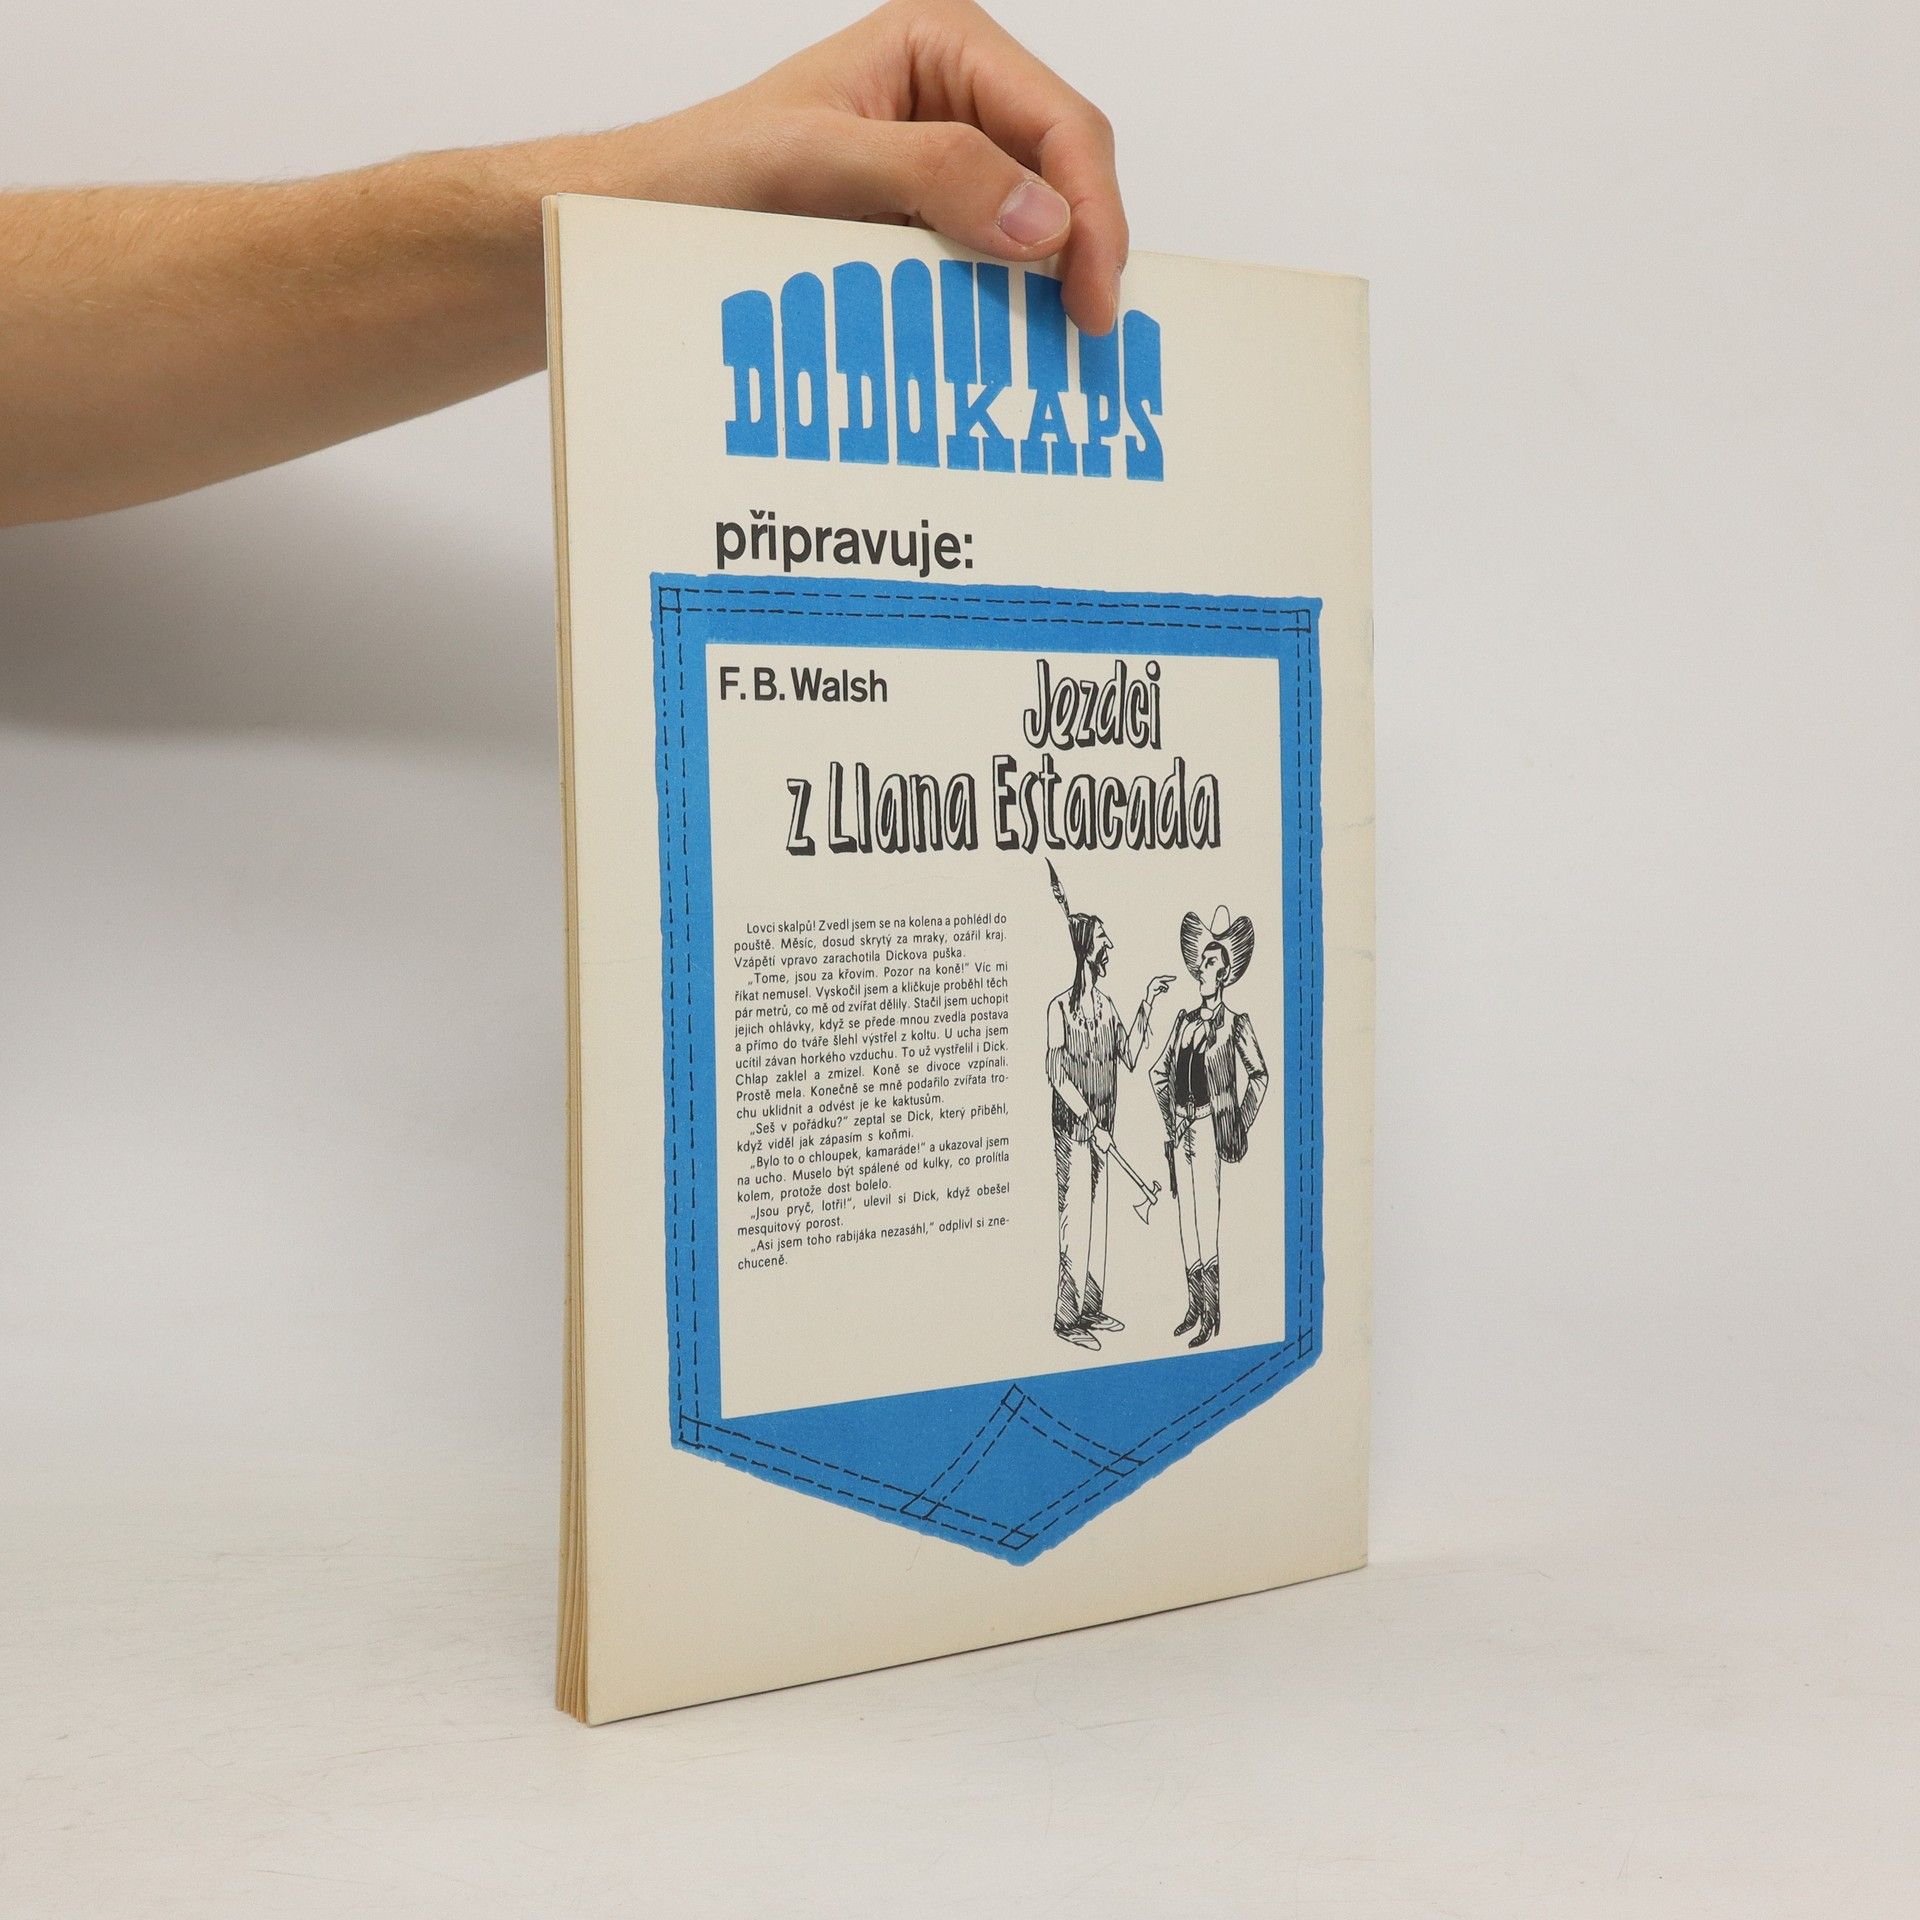 DODOKAPS
připravuje:
F. B. Walsh
Jezdci
z Llana Estacada
Lovci skalpů! Zvedl jsem se na kolena a pohlédl do
pouště. Měsíc, dosud skrytý za mraky, ozářil kraj.
Vzápětí vpravo zarachotila Dickova puška.
„Tome, jsou za křovím. Pozor na koně!“ Víc mi
říkat nemusel. Vyskočil jsem a kličkuje proběhl těch
pár metrů, co mě od zvířat dělily. Stačil jsem uchopit
jejich ohlávky, když se přede mnou zvedla postava
a přímo do tváře šlehl výstřel z koltu. U ucha jsem
ucítil závan horkého vzduchu. To už vystřelil i Dick.
Chlap zaklel a zmizel. Koně se divoce vzpínali.
Prostě mela. Konečně se mně podařilo zvířata tro-
chu uklidnit a odvést je ke kaktusům.
„Seš v pořádku?“ zeptal se Dick, který přiběhl,
když viděl jak zápasím s koňmi.
„Bylo to o chloupek, kamaráde!“ a ukazoval jsem
na ucho. Muselo být spálené od kulky, co prolítla
kolem, protože dost bolelo.
„Jsou pryč, lotři!“, ulevil si Dick, když obešel
mesquitový porost.
„Asi jsem toho rabijáka nezasáhl,“ odplivl si zne-
chuceně.